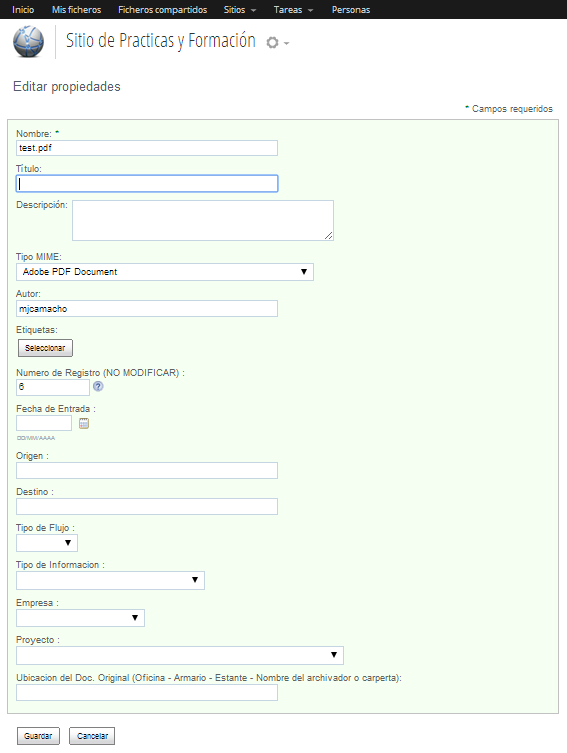 Inicio Mis ficheros Ficheros compartidos Sitios Tareas Personas
Sitio de Practicas y Formación
Editar propiedades
* Campos requeridos
Nombre: *
test.pdf
Título:
Descripción:
Tipo MIME:
Adobe PDF Document
Autor:
mjcamacho
Etiquetas:
Seleccionar
Numero de Registro (NO MODIFICAR) :
6
Fecha de Entrada :
DD/MM/AAAA
Origen :
Destino :
Tipo de Flujo :
Tipo de Informacion :
Empresa :
Proyecto :
Ubicacion del Doc. Original (Oficina - Armario - Estante - Nombre del archivador o carperta):
Guardar Cancelar